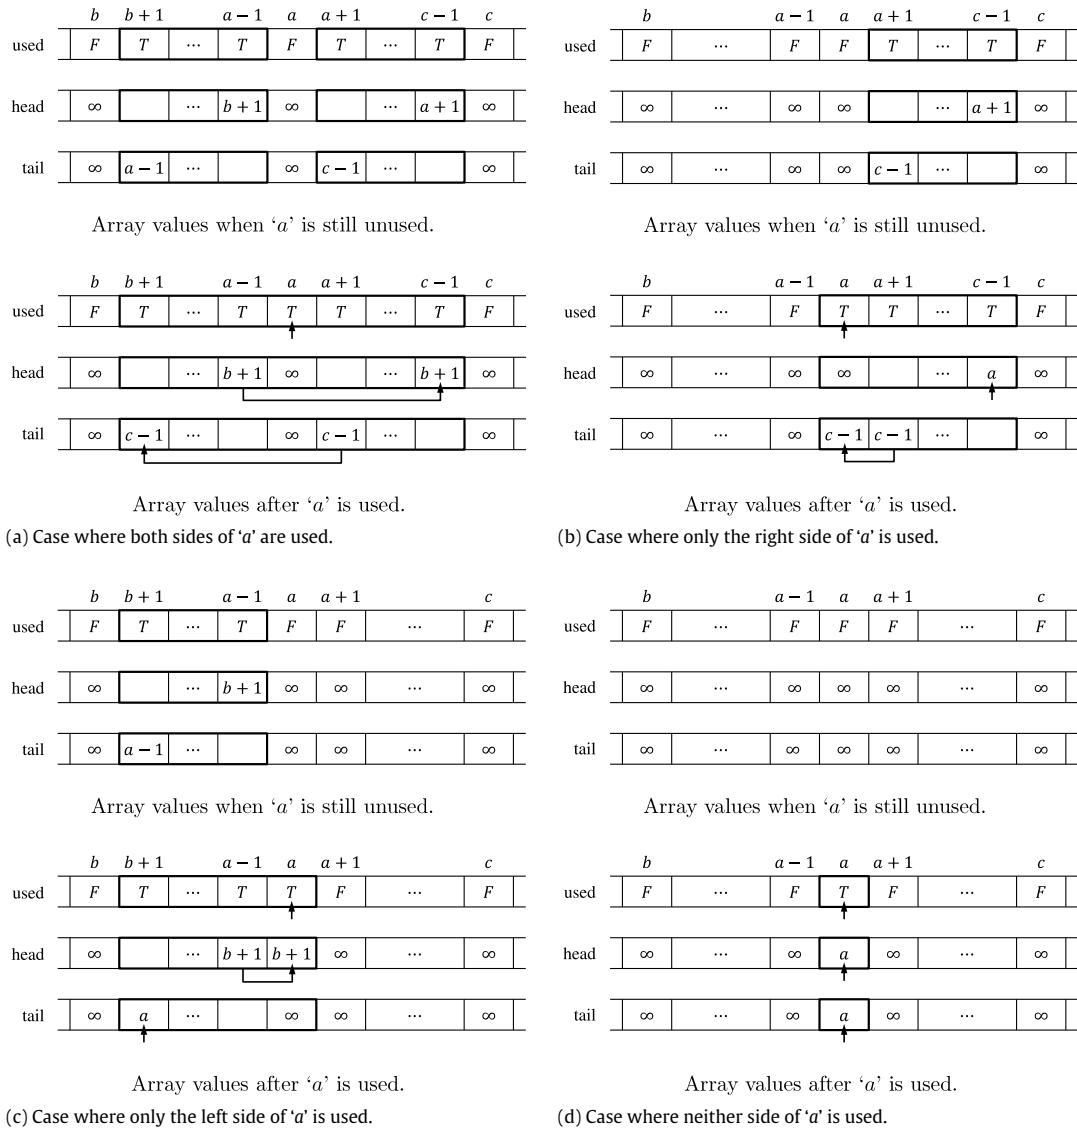 b b + 1 a − 1 a a + 1 c − 1 c
used F T ⋯ T F T ⋯ T F
head ∞ ⋯ b + 1 ∞ ⋯ a + 1 ∞
tail ∞ a − 1 ⋯ ∞ c − 1 ⋯ ∞
Array values when ‘a’ is still unused.
b b + 1 a − 1 a a + 1 c − 1 c
used F T ⋯ T T T ⋯ T F
head ∞ ⋯ b + 1 ∞ ⋯ b + 1 ∞
tail ∞ c − 1 ⋯ ∞ c − 1 ⋯ ∞
Array values after ‘a’ is used.
(a) Case where both sides of ‘a’ are used.
b a − 1 a a + 1 c − 1 c
used F ⋯ F F T ⋯ T F
head ∞ ⋯ ∞ ∞ ⋯ a + 1 ∞
tail ∞ ⋯ ∞ ∞ c − 1 ⋯ ∞
Array values when ‘a’ is still unused.
b a − 1 a a + 1 c − 1 c
used F ⋯ F T T ⋯ T F
head ∞ ⋯ ∞ ∞ ⋯ a ∞
tail ∞ ⋯ ∞ c − 1 c − 1 ⋯ ∞
Array values after ‘a’ is used.
(b) Case where only the right side of ‘a’ is used.
b b + 1 a − 1 a a + 1 c
used F T ⋯ T F F ⋯ F
head ∞ ⋯ b + 1 ∞ ∞ ⋯ ∞
tail ∞ a − 1 ⋯ ∞ ∞ ⋯ ∞
Array values when ‘a’ is still unused.
b b + 1 a − 1 a a + 1 c
used F T ⋯ T T F ⋯ F
head ∞ ⋯ b + 1 b + 1 ∞ ⋯ ∞
tail ∞ a ⋯ ∞ ∞ ⋯ ∞
Array values after ‘a’ is used.
(c) Case where only the left side of ‘a’ is used.
b a − 1 a a + 1 c
used F ⋯ F F F ⋯ F
head ∞ ⋯ ∞ ∞ ∞ ⋯ ∞
tail ∞ ⋯ ∞ ∞ ∞ ⋯ ∞
Array values when ‘a’ is still unused.
b a − 1 a a + 1 c
used F ⋯ F T F ⋯ F
head ∞ ⋯ ∞ a ∞ ⋯ ∞
tail ∞ ⋯ ∞ a ∞ ⋯ ∞
Array values after ‘a’ is used.
(d) Case where neither side of ‘a’ is used.